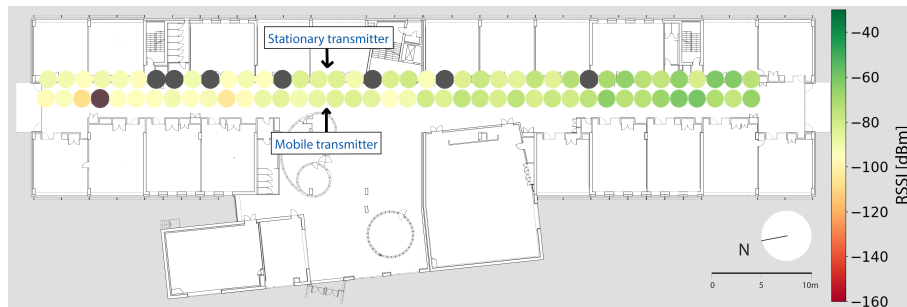 Stationary transmitter
Mobile transmitter
N
0 5 10m
−40
−60
−80
−100
−120
−140
−160
RSSI [dBm]